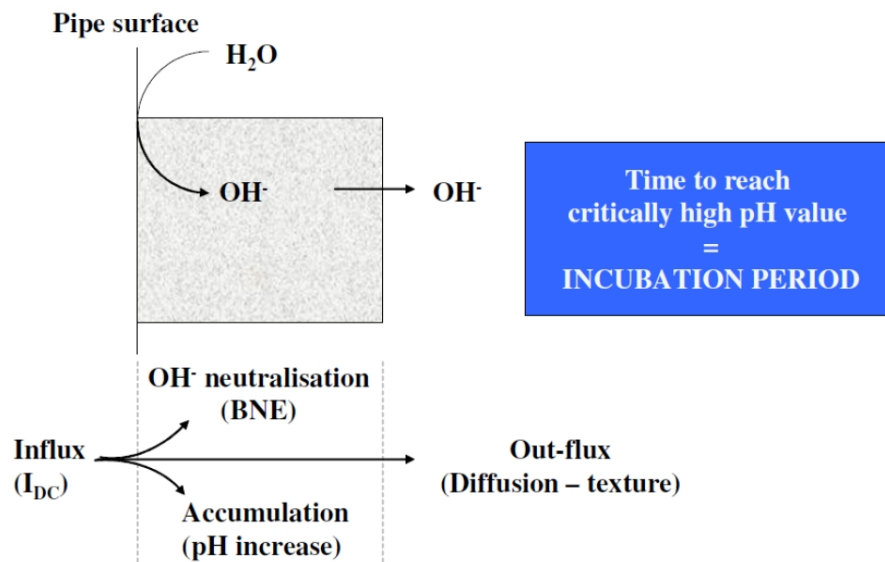 Pipe surface
H₂O
OH⁻
OH⁻
Time to reach
critically high pH value
=
INCUBATION PERIOD
OH⁻ neutralisation
(BNE)
Influx
(I_DC)
Out-flux
(Diffusion – texture)
Accumulation
(pH increase)